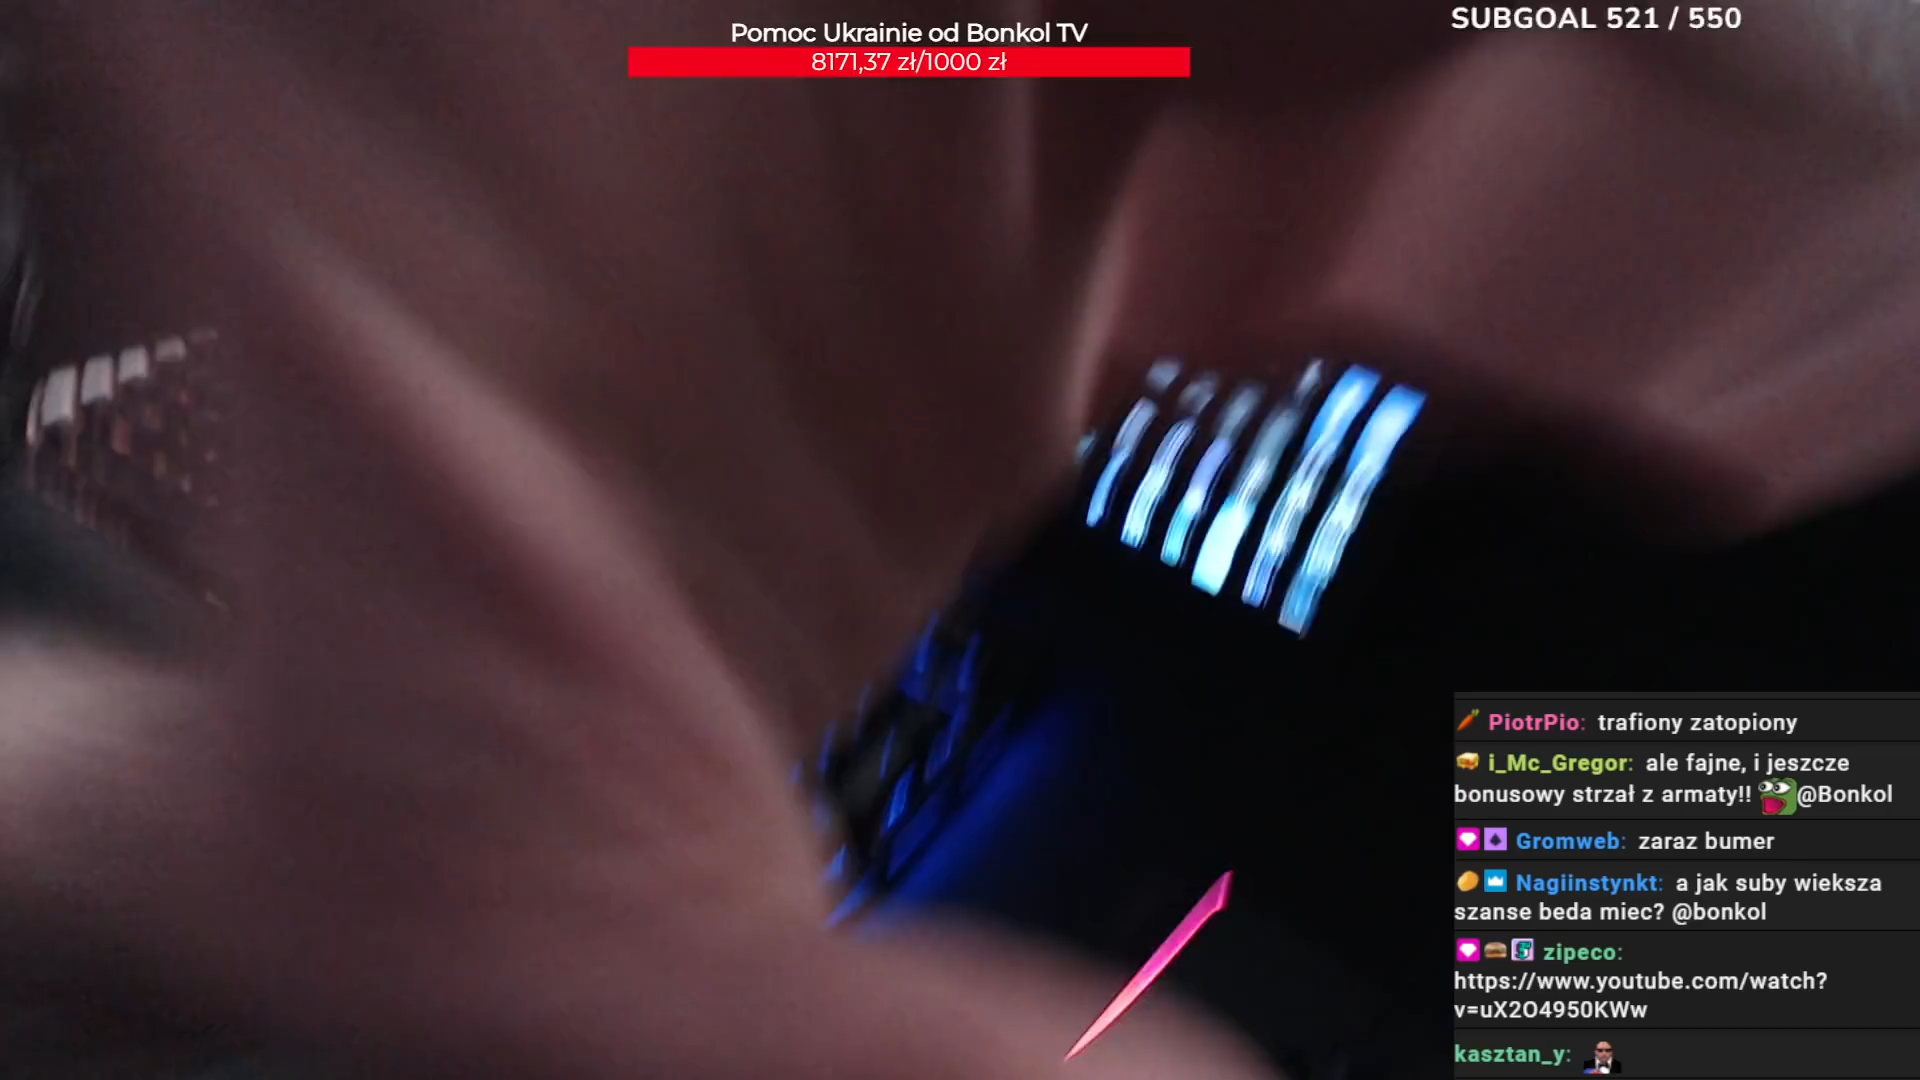 Pomoc Ukrainie od Bonkol TV
8171,37 zł/1000 zł
SUBGOAL 521 / 550
PiotrPio: trafiony zatopiony
i_Mc_Gregor: ale fajne, i jeszcze
bonusowy strzał z armaty!! @Bonkol
Gromweb: zaraz bumer
Nagiinstynkt: a jak suby wieksza
szanse beda miec? @bonkol
zipeco:
https://www.youtube.com/watch?
v=uX2O4950KWw
kasztan_y: